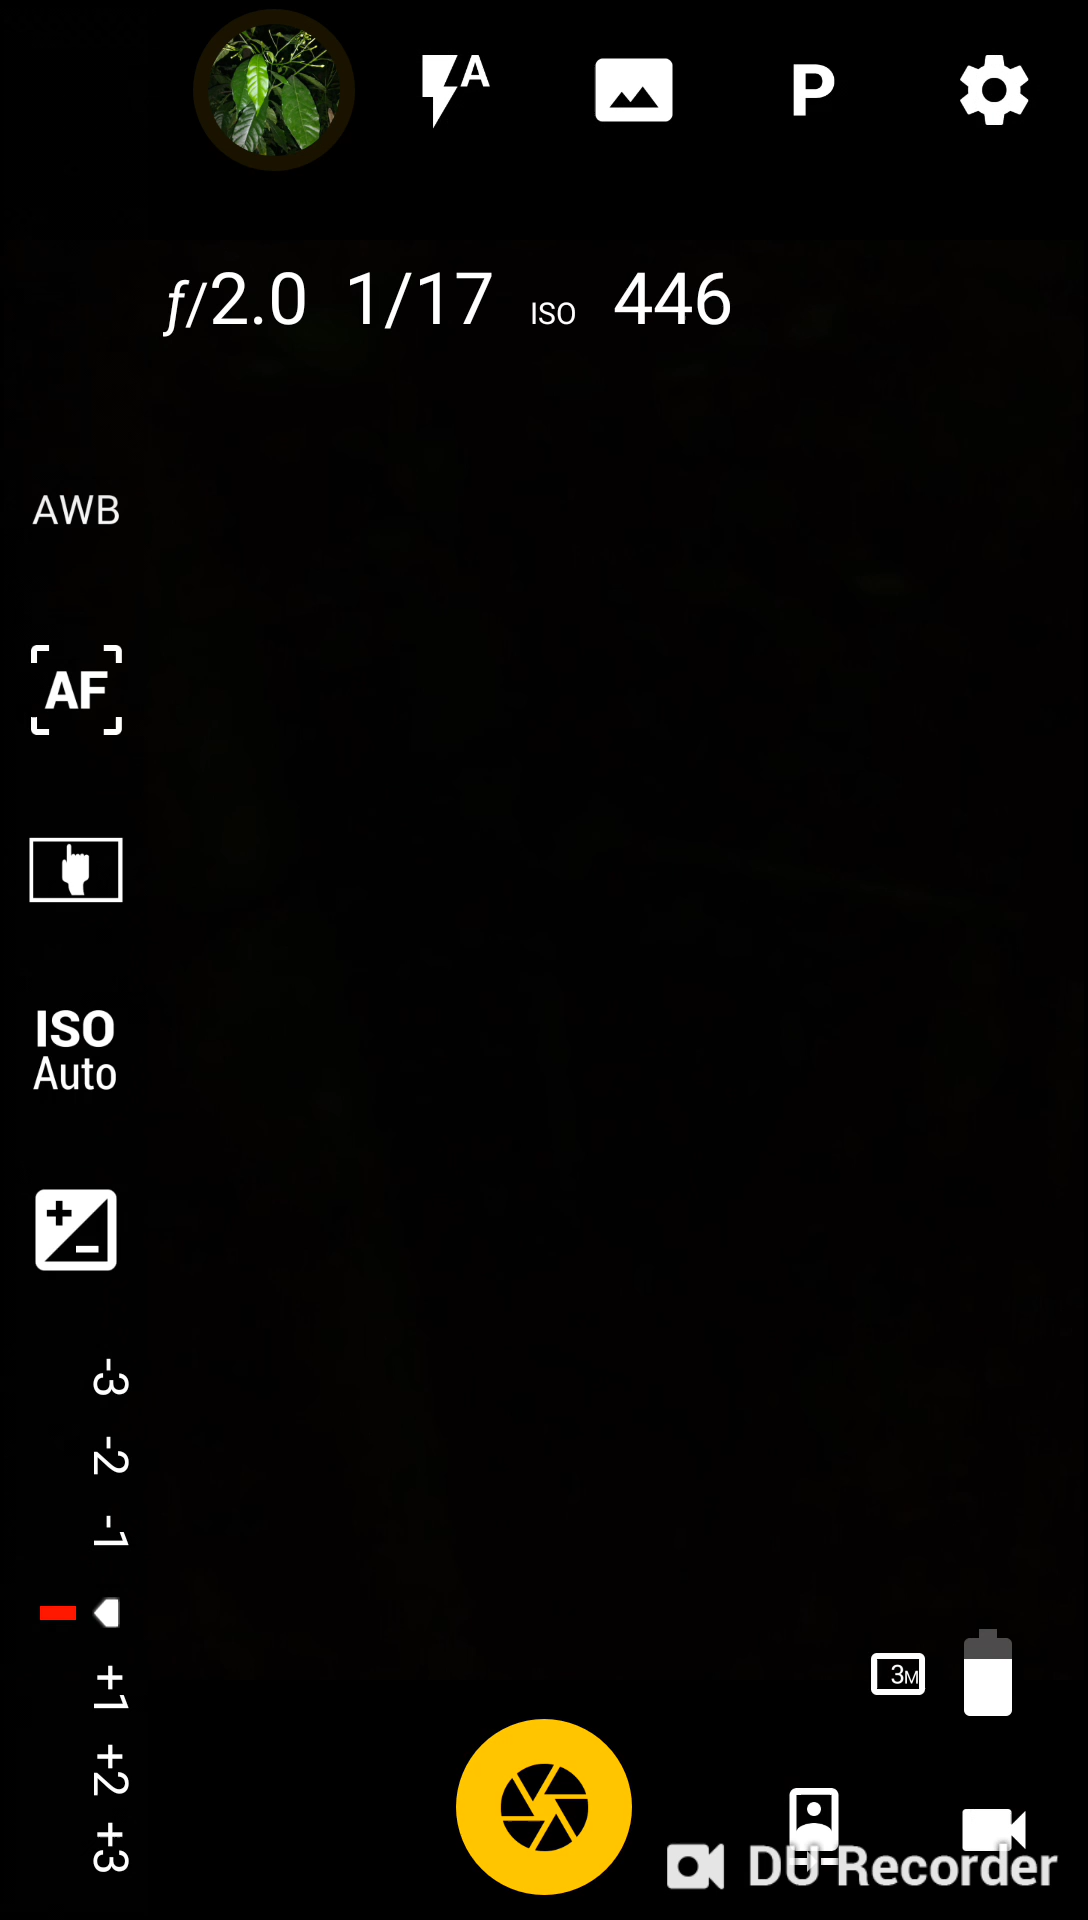 A
P
f/2.0 1/17 ISO 446
AWB
AF
ISO
Auto
-3
-2
-1
+1
+2
+3
3M
DU Recorder